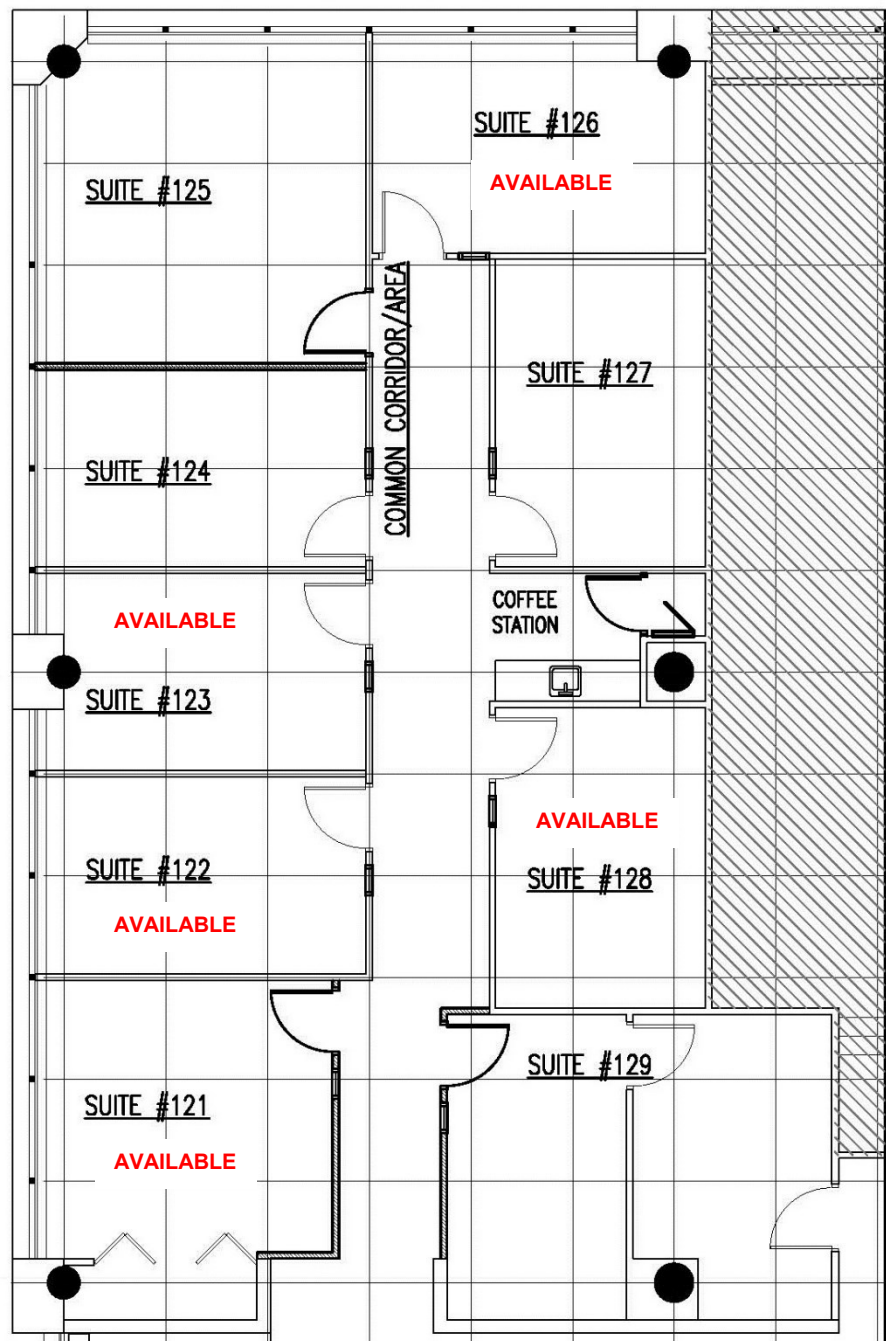 SUITE #126
AVAILABLE
SUITE #125
COMMON CORRIDOR/AREA
SUITE #127
SUITE #124
COFFEE
STATION
AVAILABLE
SUITE #123
AVAILABLE
SUITE #128
SUITE #122
AVAILABLE
SUITE #129
SUITE #121
AVAILABLE